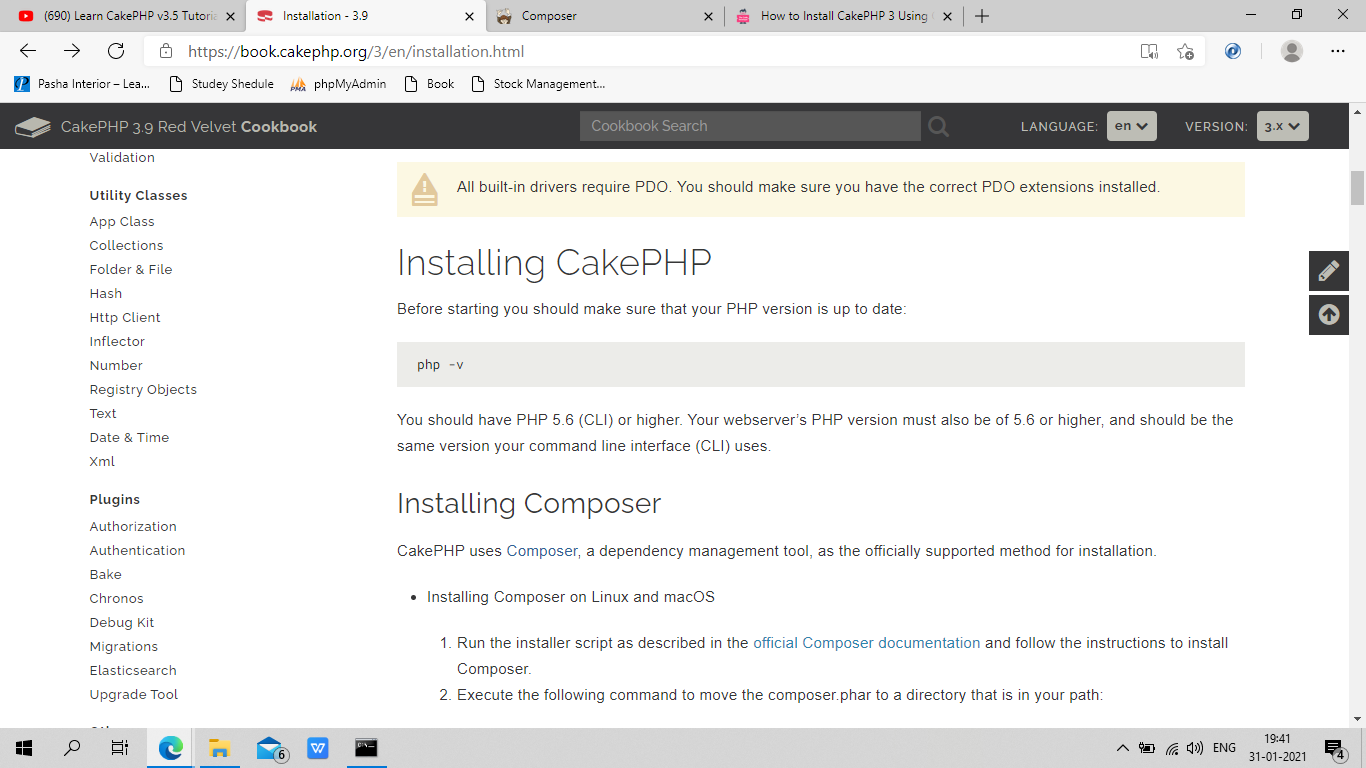 (690) Learn CakePHP v3.5 Tutoria
Installation - 3.9
Composer
How to Install CakePHP 3 Using
https://book.cakephp.org/3/en/installation.html
Pasha Interior – Lea...
Studey Shedule
phpMyAdmin
Book
Stock Management...
CakePHP 3.9 Red Velvet Cookbook
Cookbook Search
LANGUAGE: en
VERSION: 3.x
Validation
Utility Classes
App Class
Collections
Folder & File
Hash
Http Client
Inflector
Number
Registry Objects
Text
Date & Time
Xml
Plugins
Authorization
Authentication
Bake
Chronos
Debug Kit
Migrations
Elasticsearch
Upgrade Tool
All built-in drivers require PDO. You should make sure you have the correct PDO extensions installed.
Installing CakePHP
Before starting you should make sure that your PHP version is up to date:
php -v
You should have PHP 5.6 (CLI) or higher. Your webserver’s PHP version must also be of 5.6 or higher, and should be the
same version your command line interface (CLI) uses.
Installing Composer
CakePHP uses Composer, a dependency management tool, as the officially supported method for installation.
• Installing Composer on Linux and macOS
1. Run the installer script as described in the official Composer documentation and follow the instructions to install
Composer.
2. Execute the following command to move the composer.phar to a directory that is in your path:
6
W
ENG
19:41
31-01-2021
4